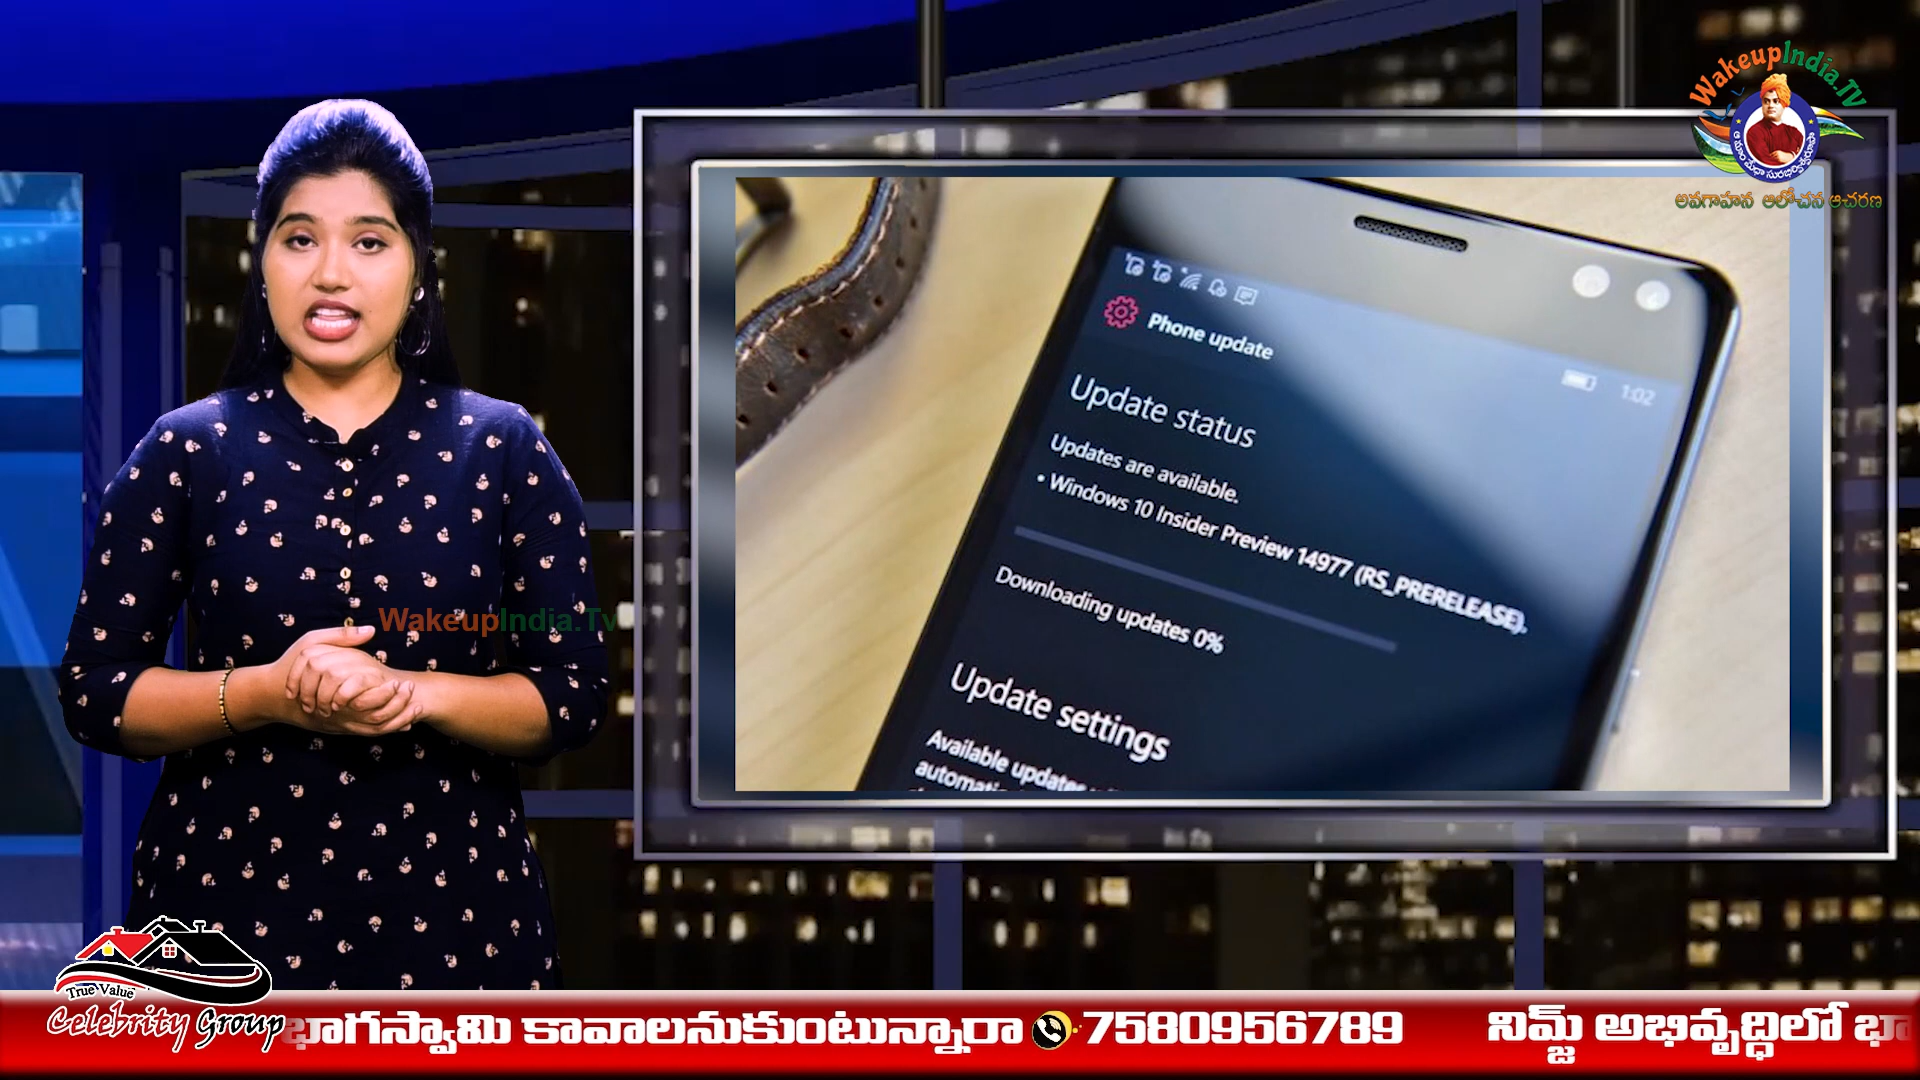 WakeupIndia.TV
అవగాహన ఆలోచన ఆచరణ
Phone update
1:02
Update status
Updates are available.
• Windows 10 Insider Preview 14977 (RS_PRERELEASE).
Downloading updates 0%
Update settings
Available updates
WakeupIndia.Tv
True Value
Celebrity Group
భాగస్వామి కావాలనుకుంటున్నారా 7580956789 నిమ్జ్ అభివృద్ధిలో